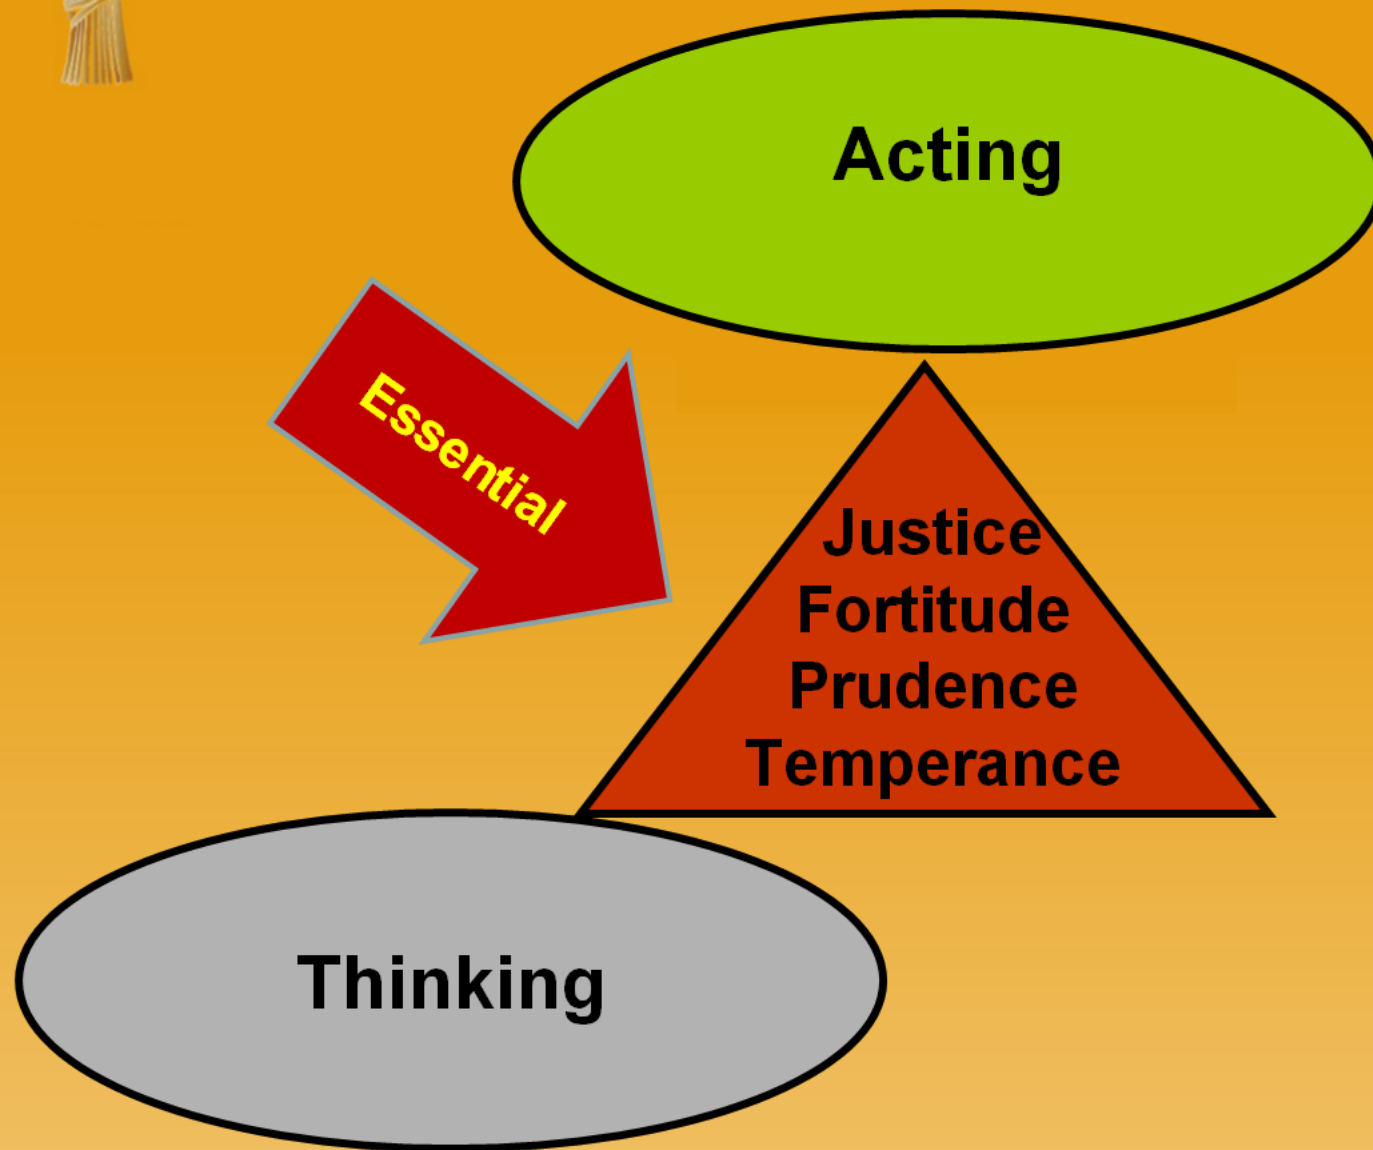 Acting
Essential
Justice
Fortitude
Prudence
Temperance
Thinking